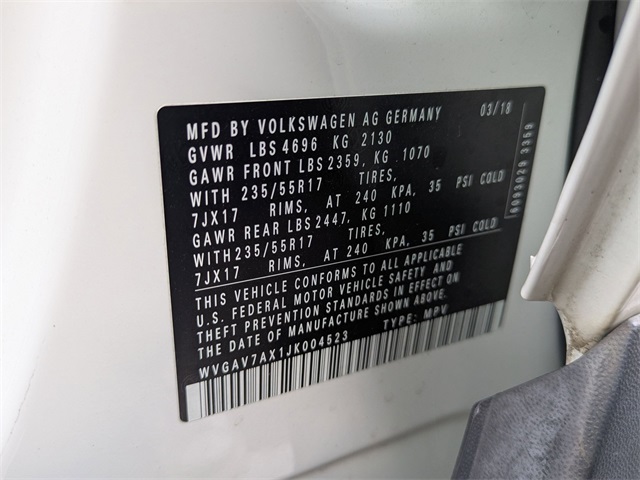 MFD BY VOLKSWAGEN AG GERMANY 03/18
GVWR LBS 4696 KG 2130
GAWR FRONT LBS 2359, KG 1070
WITH 235/55R17 TIRES,
7JX17 RIMS, AT 240 KPA, 35 PSI COLD
GAWR REAR LBS 2447, KG 1110
WITH 235/55R17 TIRES,
7JX17 RIMS, AT 240 KPA, 35 PSI COLD
THIS VEHICLE CONFORMS TO ALL APPLICABLE
U.S. FEDERAL MOTOR VEHICLE SAFETY AND
THEFT PREVENTION STANDARDS IN EFFECT ON
THE DATE OF MANUFACTURE SHOWN ABOVE.
WVGAV7AX1JK004523 TYPE: MPV
6093029 3359